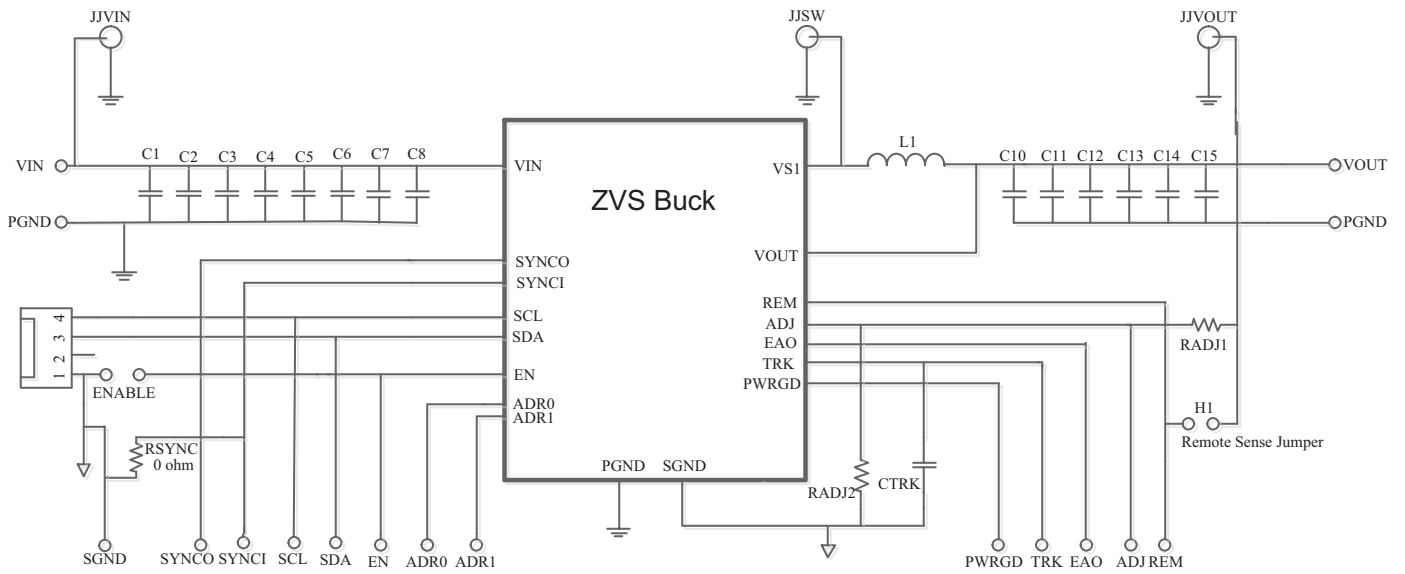 JJVIN
JJSW
JJVOUT
VIN
C1 C2 C3 C4 C5 C6 C7 C8
VIN
ZVS Buck
VS1
L1
C10 C11 C12 C13 C14 C15
VOUT
PGND
PGND
SYNCO
SYNCI
SCL
SDA
EN
ADR0
ADR1
VOUT
REM
ADJ
EAO
TRK
PWRGD
4
3
2
1
ENABLE
RSYNC
0 ohm
RADJ1
H1
Remote Sense Jumper
PGND SGND
RADJ2
CTRK
SGND SYNCO SYNCI SCL SDA EN ADR0 ADR1
PWRGD TRK EAO ADJ REM